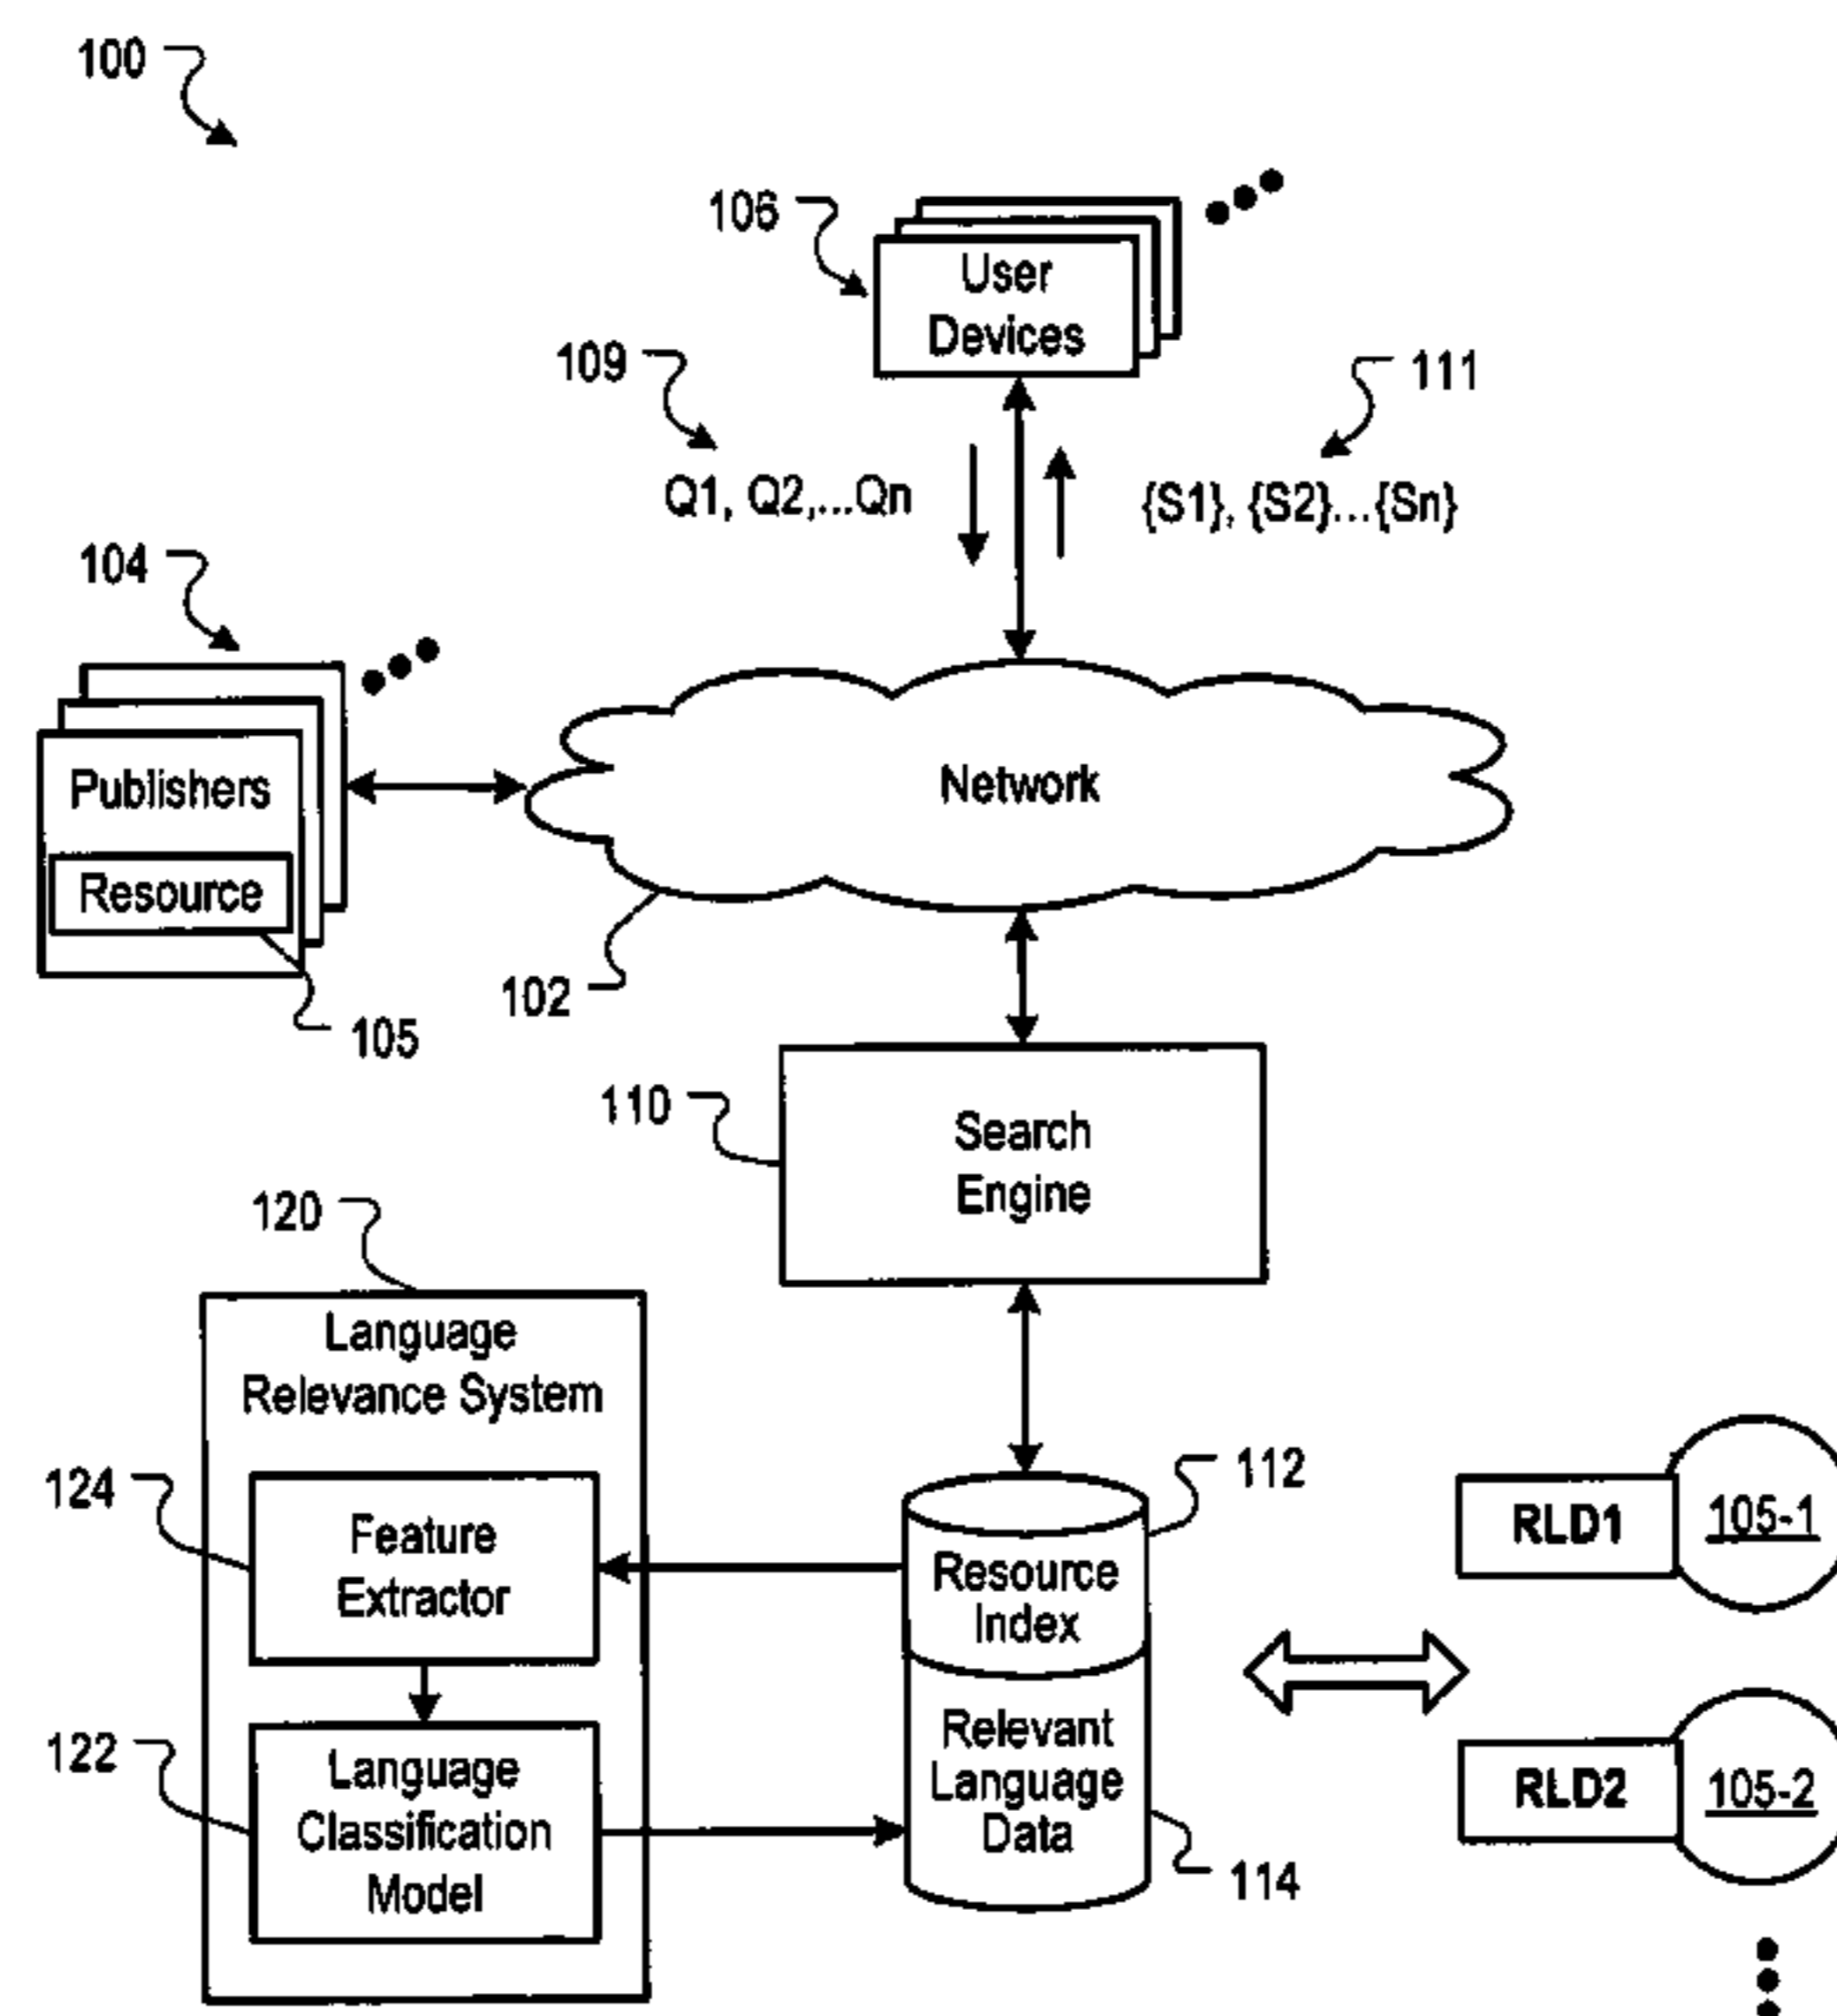 100
106
User
Devices
109
111
Q1, Q2,...Qn
{S1}, {S2}...{Sn}
104
Publishers
Resource
Network
102
105
110
Search
Engine
120
Language
Relevance System
124
Feature
Extractor
112
Resource
Index
RLD1
105-1
122
Language
Classification
Model
Relevant
Language
Data
114
RLD2
105-2